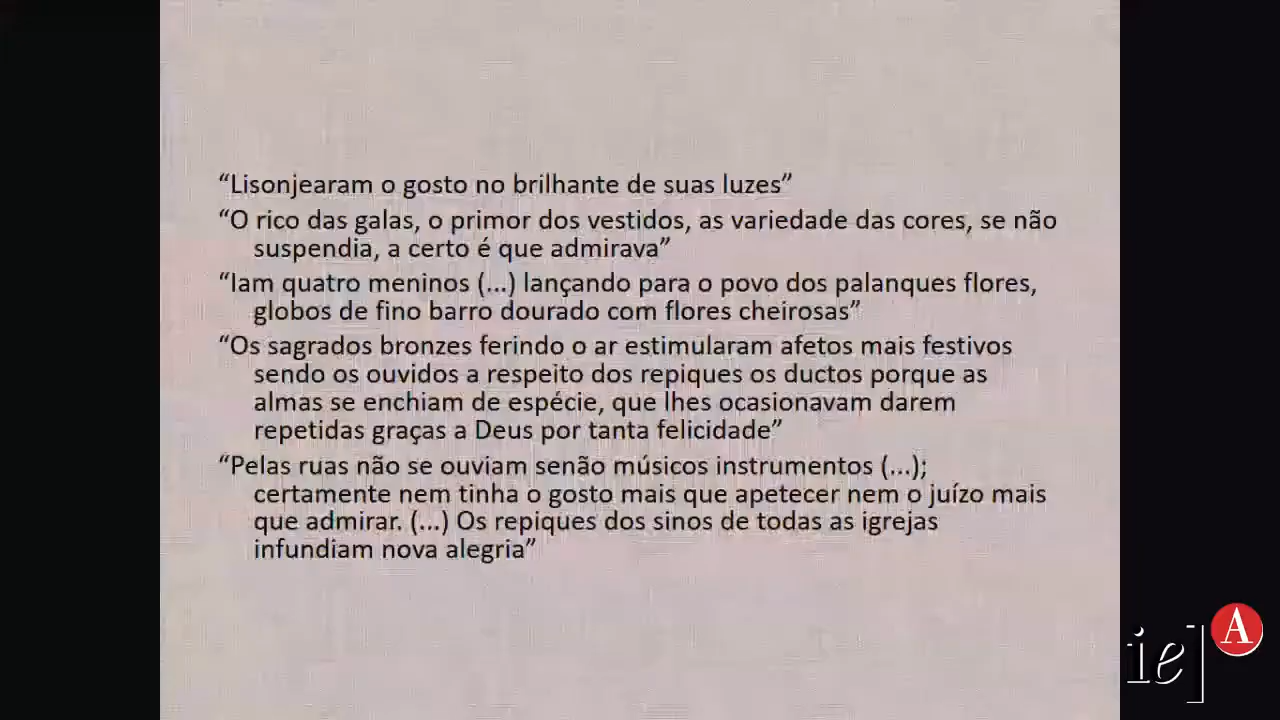 “Lisonjearam o gosto no brilhante de suas luzes”
“O rico das galas, o primor dos vestidos, as variedade das cores, se não
suspendia, a certo é que admirava”
“Iam quatro meninos (...) lançando para o povo dos palanques flores,
globos de fino barro dourado com flores cheirosas”
“Os sagrados bronzes ferindo o ar estimularam afetos mais festivos
sendo os ouvidos a respeito dos repiques os ductos porque as
almas se enchiam de espécie, que lhes ocasionavam darem
repetidas graças a Deus por tanta felicidade”
“Pelas ruas não se ouviam senão músicos instrumentos (...);
certamente nem tinha o gosto mais que apetecer nem o juízo mais
que admirar. (...) Os repiques dos sinos de todas as igrejas
infundiam nova alegria”
A
ie]